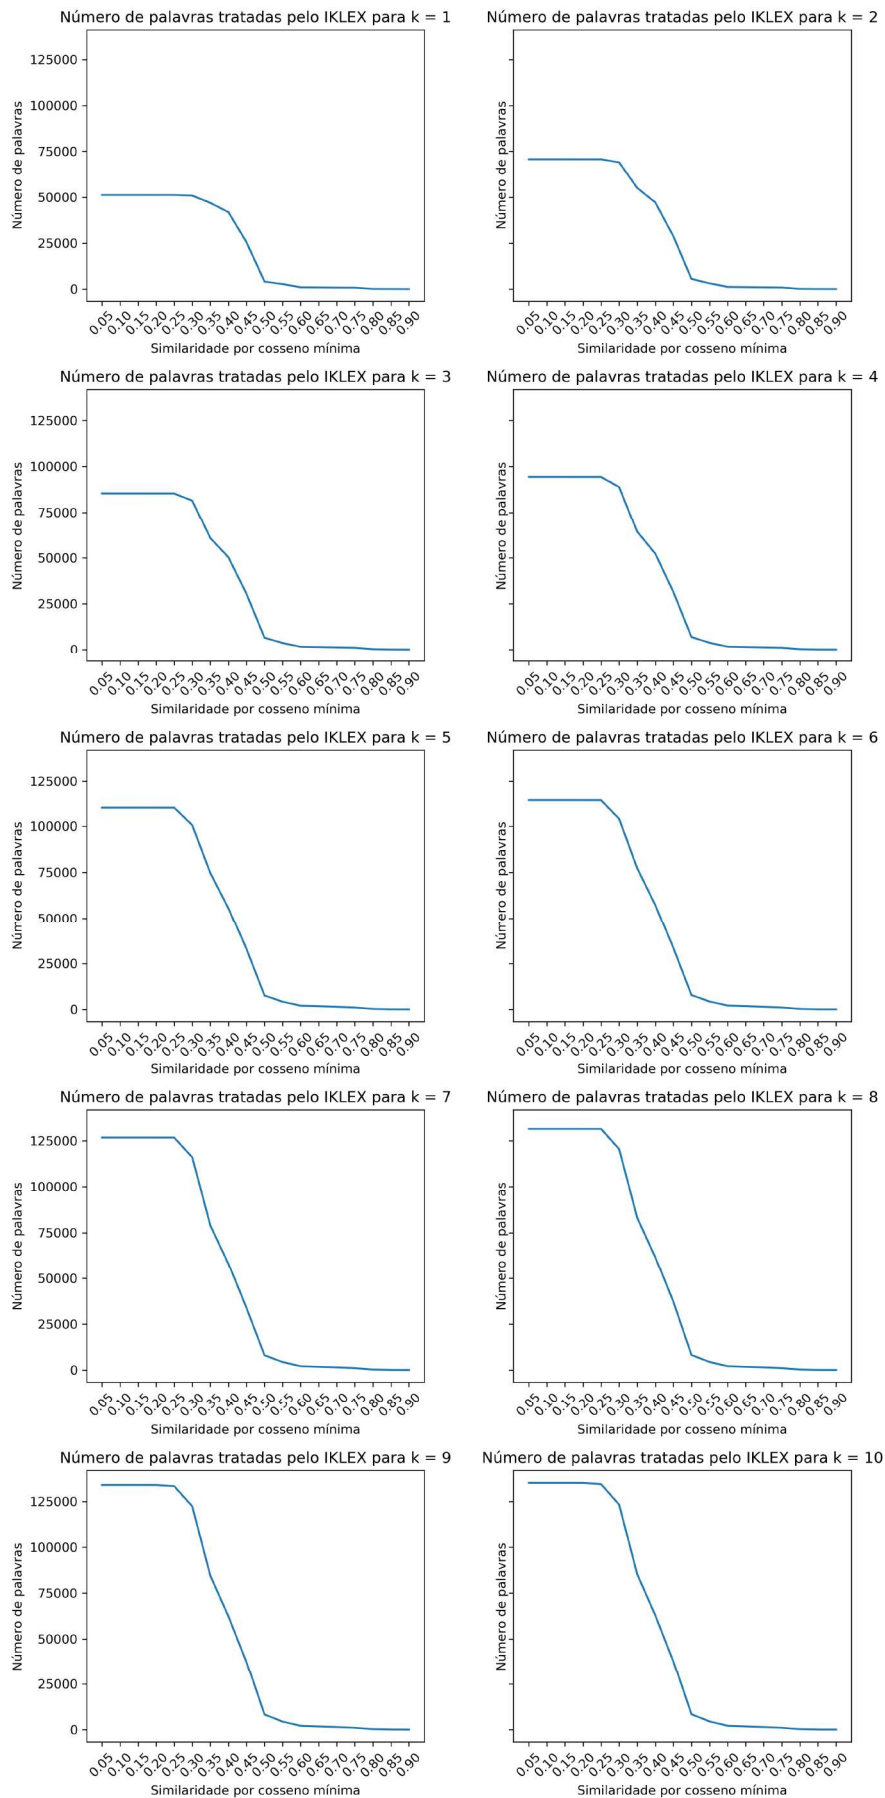 Número de palavras tratadas pelo IKLEX para k = 1
Número de palavras
125000
100000
75000
50000
25000
0
0.05 0.10 0.15 0.20 0.25 0.30 0.35 0.40 0.45 0.50 0.55 0.60 0.65 0.70 0.75 0.80 0.85 0.90
Similaridade por cosseno mínima
Número de palavras tratadas pelo IKLEX para k = 2
Número de palavras
0.05 0.10 0.15 0.20 0.25 0.30 0.35 0.40 0.45 0.50 0.55 0.60 0.65 0.70 0.75 0.80 0.85 0.90
Similaridade por cosseno mínima
Número de palavras tratadas pelo IKLEX para k = 3
Número de palavras
125000
100000
75000
50000
25000
0
0.05 0.10 0.15 0.20 0.25 0.30 0.35 0.40 0.45 0.50 0.55 0.60 0.65 0.70 0.75 0.80 0.85 0.90
Similaridade por cosseno mínima
Número de palavras tratadas pelo IKLEX para k = 4
Número de palavras
0.05 0.10 0.15 0.20 0.25 0.30 0.35 0.40 0.45 0.50 0.55 0.60 0.65 0.70 0.75 0.80 0.85 0.90
Similaridade por cosseno mínima
Número de palavras tratadas pelo IKLEX para k = 5
Número de palavras
125000
100000
75000
50000
25000
0
0.05 0.10 0.15 0.20 0.25 0.30 0.35 0.40 0.45 0.50 0.55 0.60 0.65 0.70 0.75 0.80 0.85 0.90
Similaridade por cosseno mínima
Número de palavras tratadas pelo IKLEX para k = 6
Número de palavras
0.05 0.10 0.15 0.20 0.25 0.30 0.35 0.40 0.45 0.50 0.55 0.60 0.65 0.70 0.75 0.80 0.85 0.90
Similaridade por cosseno mínima
Número de palavras tratadas pelo IKLEX para k = 7
Número de palavras
125000
100000
75000
50000
25000
0
0.05 0.10 0.15 0.20 0.25 0.30 0.35 0.40 0.45 0.50 0.55 0.60 0.65 0.70 0.75 0.80 0.85 0.90
Similaridade por cosseno mínima
Número de palavras tratadas pelo IKLEX para k = 8
Número de palavras
0.05 0.10 0.15 0.20 0.25 0.30 0.35 0.40 0.45 0.50 0.55 0.60 0.65 0.70 0.75 0.80 0.85 0.90
Similaridade por cosseno mínima
Número de palavras tratadas pelo IKLEX para k = 9
Número de palavras
125000
100000
75000
50000
25000
0
0.05 0.10 0.15 0.20 0.25 0.30 0.35 0.40 0.45 0.50 0.55 0.60 0.65 0.70 0.75 0.80 0.85 0.90
Similaridade por cosseno mínima
Número de palavras tratadas pelo IKLEX para k = 10
Número de palavras
0.05 0.10 0.15 0.20 0.25 0.30 0.35 0.40 0.45 0.50 0.55 0.60 0.65 0.70 0.75 0.80 0.85 0.90
Similaridade por cosseno mínima